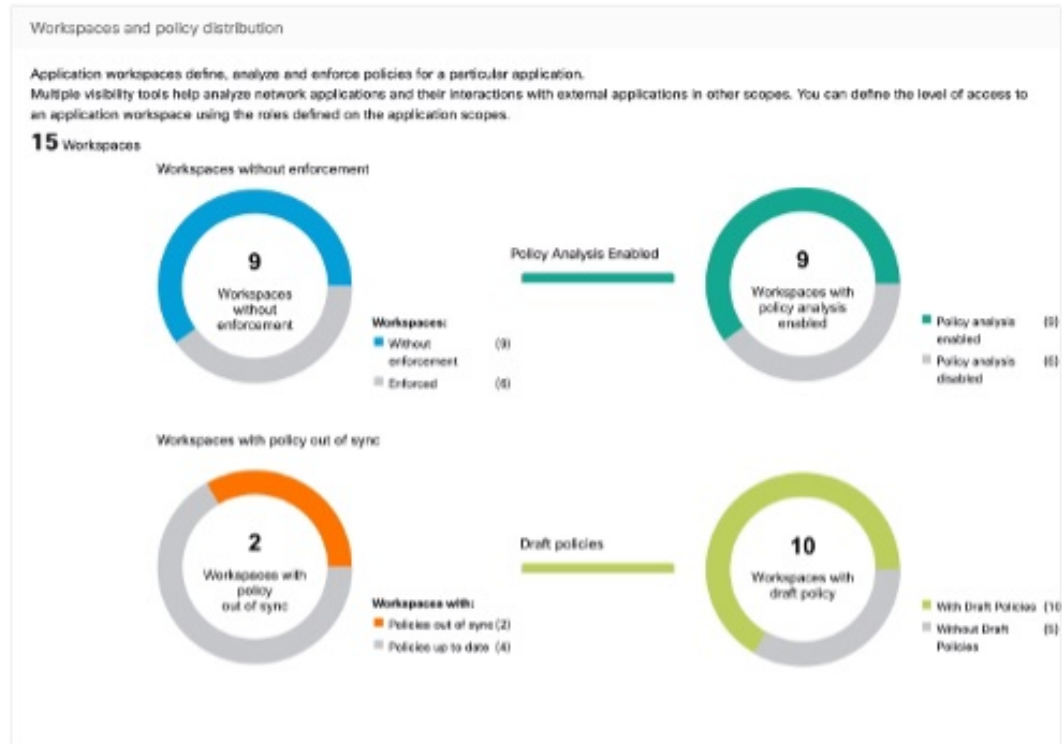 Workspaces and policy distribution
Application workspaces define, analyze and enforce policies for a particular application.
Multiple visibility tools help analyze network applications and their interactions with external applications in other scopes. You can define the level of access to
an application workspace using the roles defined on the application scopes.
15 Workspaces
Workspaces without enforcement
9
Workspaces
without
enforcement
Workspaces:
Without (9)
enforcement
Enforced (6)
Policy Analysis Enabled
9
Workspaces with
policy analysis
enabled
Policy analysis (9)
enabled
Policy analysis (6)
disabled
Workspaces with policy out of sync
2
Workspaces with
policy
out of sync
Workspaces with:
Policies out of sync (2)
Policies up to date (4)
Draft policies
10
Workspaces with
draft policy
With Draft Policies (10
Without Draft (5)
Policies